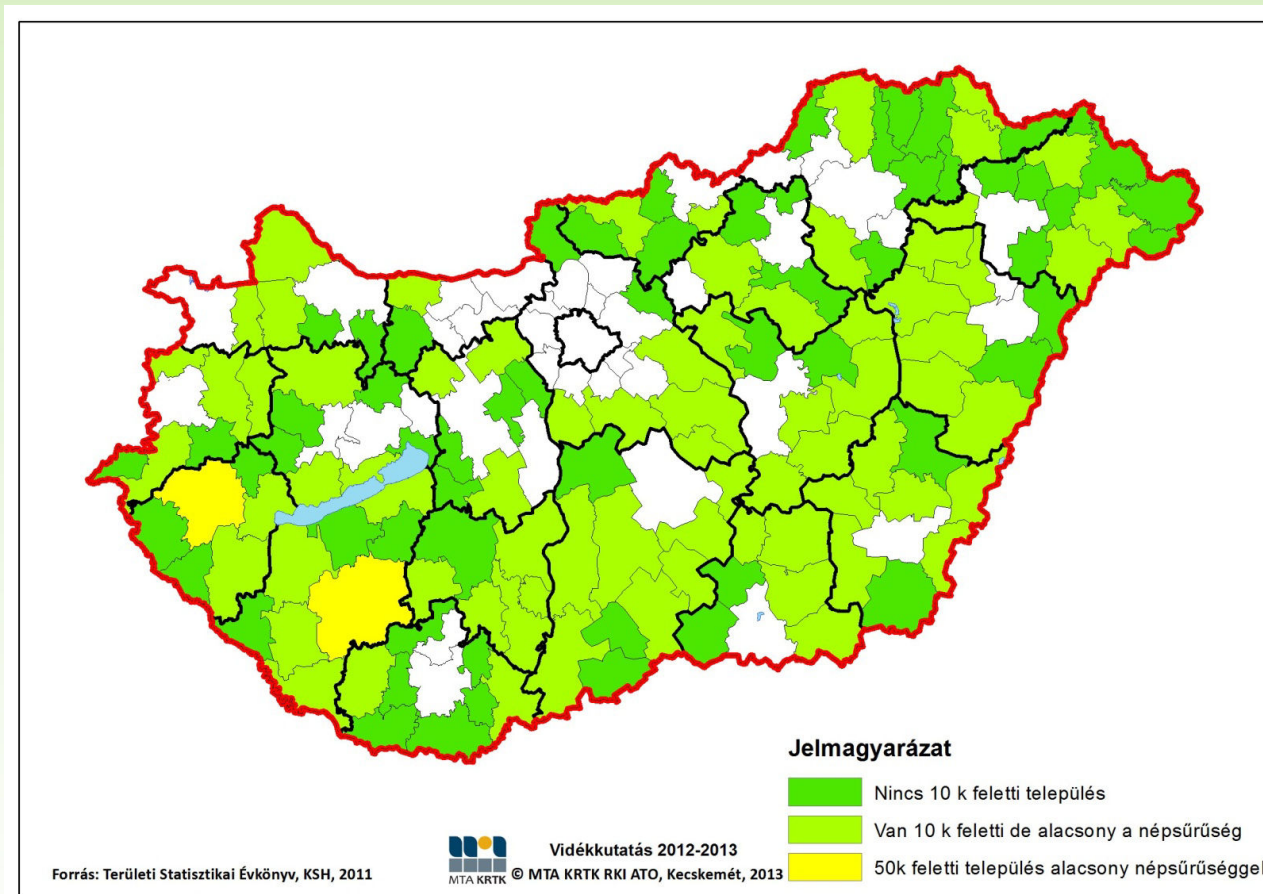 Jelmagyarázat
Nincs 10 k feletti település
Van 10 k feletti de alacsony a népsűrűség
50k feletti település alacsony népsűrűséggel
Forrás: Területi Statisztikai Évkönyv, KSH, 2011
MTA KRTK
Vidékkutatás 2012-2013
© MTA KRTK RKI ATO, Kecskemét, 2013